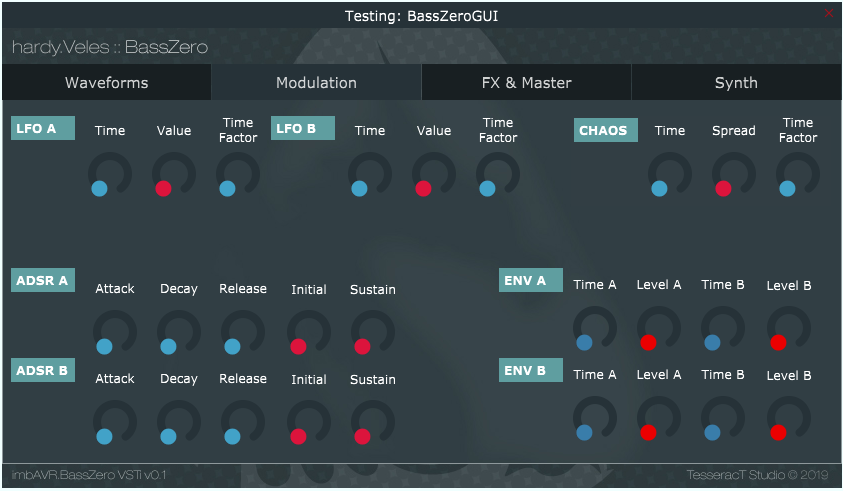 Testing: BassZeroGUI
hardy.Veles :: BassZero
Waveforms Modulation FX & Master Synth
LFO A Time Value Time Factor
LFO B Time Value Time Factor
CHAOS Time Spread Time Factor
ADSR A Attack Decay Release Initial Sustain
ENV A Time A Level A Time B Level B
ADSR B Attack Decay Release Initial Sustain
ENV B Time A Level A Time B Level B
imbAVR.BassZero VSTi v0.1
TesseracT Studio © 2019